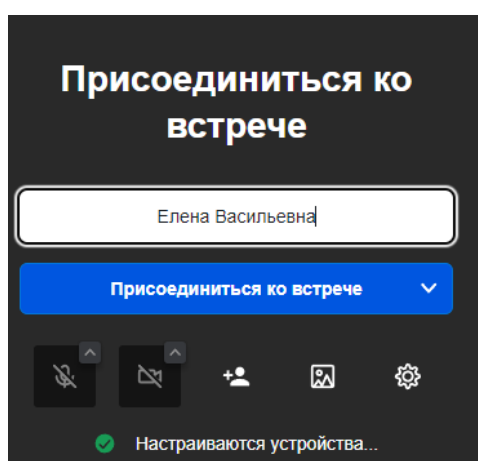 Присоединиться ко
встрече
Елена Васильевна
Присоединиться ко встрече
Настраиваются устройства...